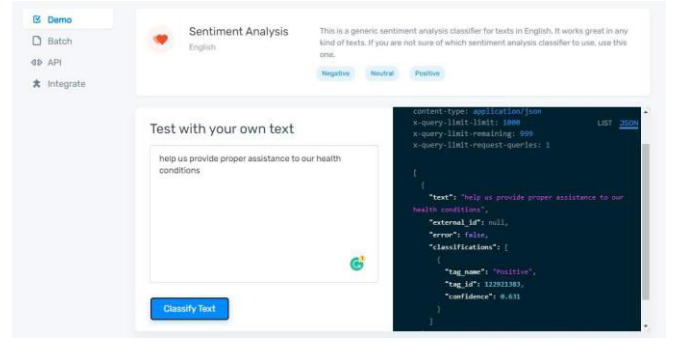 Demo
Batch
API
Integrate
Sentiment Analysis
English
This is a generic sentiment analysis classifier for texts in English. It works great in any
kind of texts. If you are not sure of which sentiment analysis classifier to use, use this
one.
Negative Neutral Positive
Test with your own text
help us provide proper assistance to our health
conditions
Classify Text
content-type: application/json
x-query-limit-limit: 1000
x-query-limit-remaining: 999
x-query-limit-request-queries: 1
LIST JSON
[
{
"text": "help us provide proper assistance to our
health conditions",
"external_id": null,
"error": false,
"classifications": [
{
"tag_name": "Positive",
"tag_id": 122921383,
"confidence": 0.631
}
]